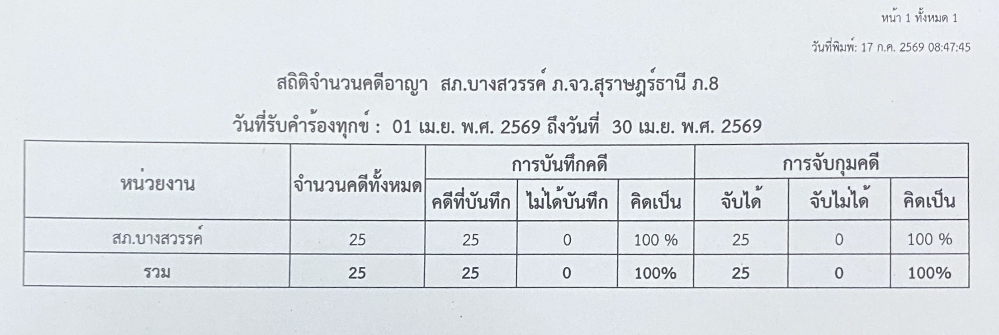 หน้า 1 ทั้งหมด 1
วันที่พิมพ์: 17 ก.ค. 2569 08:47:45
สถิติจำนวนคดีอาญา สภ.บางสวรรค์ ภ.จว.สุราษฎร์ธานี ภ.8
วันที่รับคำร้องทุกข์ : 01 เม.ย. พ.ศ. 2569 ถึงวันที่ 30 เม.ย. พ.ศ. 2569
หน่วยงาน จำนวนคดีทั้งหมด การบันทึกคดี การจับกุมคดี
คดีที่บันทึก ไม่ได้บันทึก คิดเป็น จับได้ จับไม่ได้ คิดเป็น
สภ.บางสวรรค์ 25 25 0 100 % 25 0 100 %
รวม 25 25 0 100% 25 0 100%